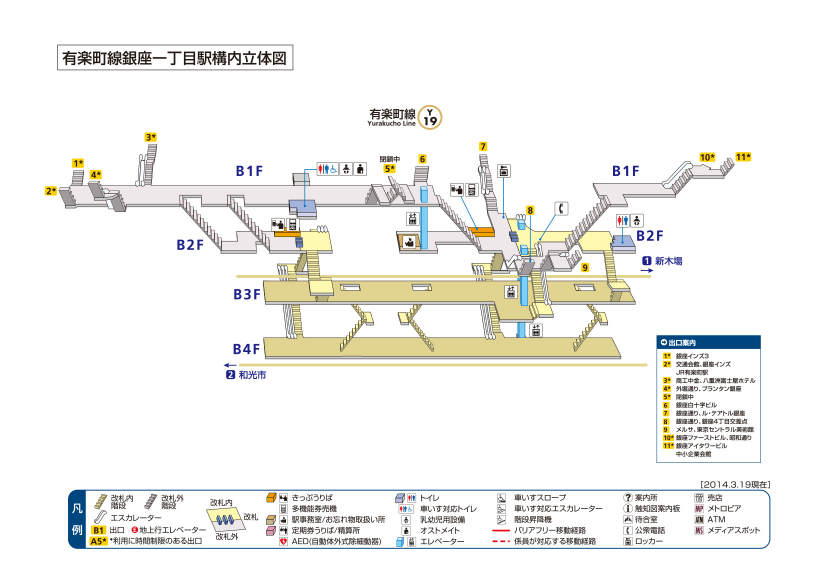 有楽町線銀座一丁目駅構内立体図
有楽町線
Yurakucho Line
Y
19
3*
1*
4*
2*
B1F
閉鎖中
5*
6
7
10*
11*
B1F
8
B2F
B2F
9
1 新木場
B3F
B4F
2 和光市
出口案内
1* 銀座インズ3
2* 交通会館、銀座インズ
JR有楽町駅
3* 商工中金、八重洲富士屋ホテル
4* 外堀通り、プランタン銀座
5* 閉鎖中
6 銀座白十字ビル
7 銀座通り、ル・テアトル銀座
8 銀座通り、銀座4丁目交差点
9 メルサ、東京セントラル美術館
10* 銀座ファーストビル、昭和通り
11* 銀座アイタワービル
中小企業会館
[2014.3.19現在]
凡例
改札内階段
改札外階段
エスカレーター
B1 出口 地上行エレベーター
A5* *利用に時間制限のある出口
改札内
改札
改札外
きっぷうりば
多機能券売機
駅事務室/お忘れ物取扱い所
定期券うりば/精算所
AED(自動体外式除細動器)
トイレ
車いす対応トイレ
乳幼児用設備
オストメイト
エレベーター
車いすスロープ
車いす対応エスカレーター
階段昇降機
バリアフリー移動経路
係員が対応する移動経路
案内所
触知図案内板
待合室
公衆電話
ロッカー
売店
MP メトロピア
ATM ATM
MS メディアスポット